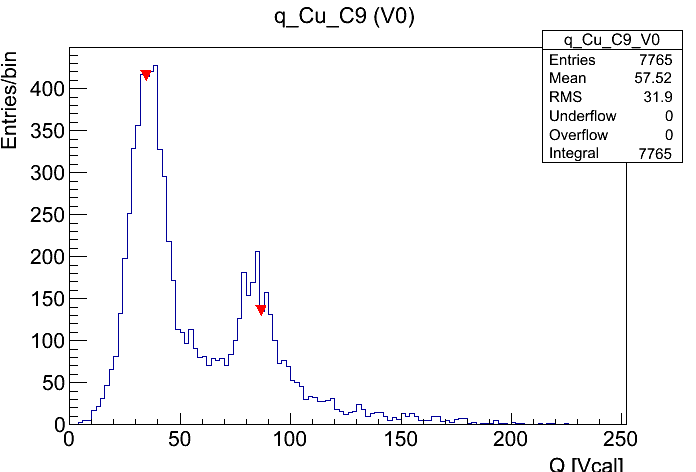 q_Cu_C9 (V0)
q_Cu_C9_V0
Entries 7765
Mean 57.52
RMS 31.9
Underflow 0
Overflow 0
Integral 7765
Entries/bin
400
350
300
250
200
150
100
50
0
0 50 100 150 200 250
Q [Vcal]